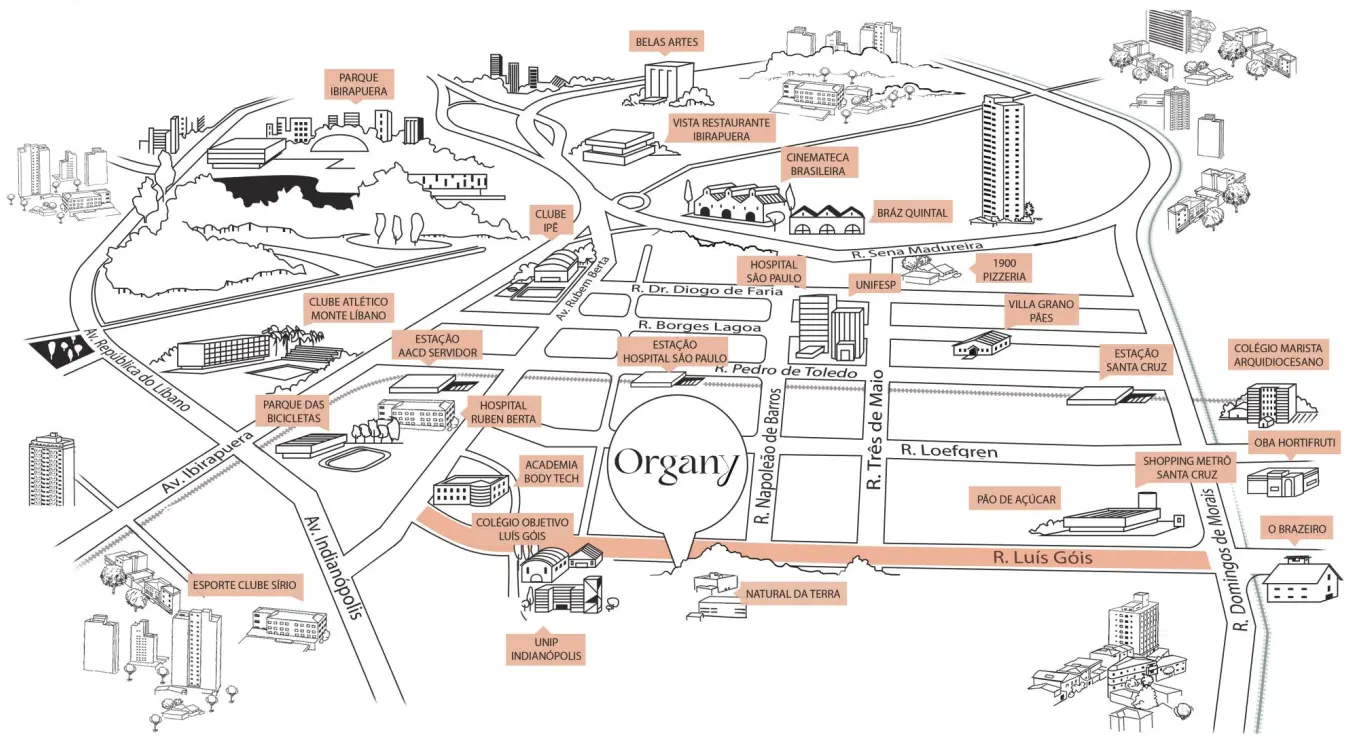 BELAS ARTES
PARQUE
IBIRAPUERA
VISTA RESTAURANTE
IBIRAPUERA
CINEMATECA
BRASILEIRA
BRÁZ QUINTAL
CLUBE
IPÊ
R. Sena Madureira
HOSPITAL
SÃO PAULO
UNIFESP
1900
PIZZERIA
Av. Rubem Berta
R. Dr. Diogo de Faria
CLUBE ATLÉTICO
MONTE LÍBANO
VILLA GRANO
PÃES
R. Borges Lagoa
ESTAÇÃO
AACD SERVIDOR
ESTAÇÃO
HOSPITAL SÃO PAULO
R. Pedro de Toledo
ESTAÇÃO
SANTA CRUZ
COLÉGIO MARISTA
ARQUIDIOCESANO
Av. República do Líbano
PARQUE DAS
BICICLETAS
HOSPITAL
RUBEN BERTA
R. Napoleão de Barros
R. Três de Maio
R. Loefqren
OBA HORTIFRUTI
Av. Ibirapuera
Organy
ACADEMIA
BODY TECH
SHOPPING METRÔ
SANTA CRUZ
PÃO DE AÇÚCAR
COLÉGIO OBJETIVO
LUÍS GÓIS
O BRAZEIRO
Av. Indianópolis
R. Luís Góis
R. Domingos de Morais
ESPORTE CLUBE SÍRIO
NATURAL DA TERRA
UNIP
INDIANÓPOLIS